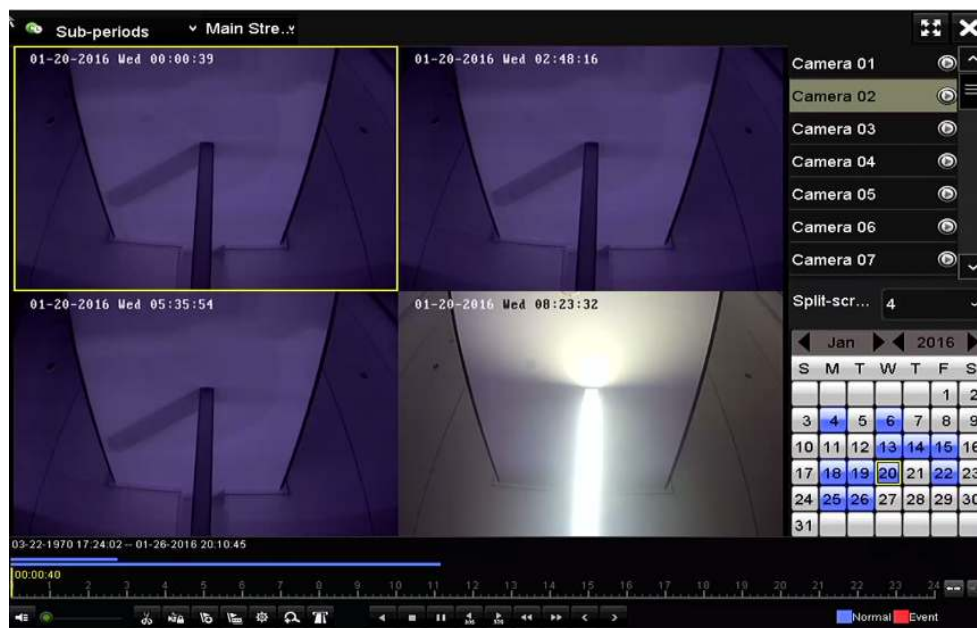 Sub-periods Main Stre..
01-20-2016 Wed 00:00:39
01-20-2016 Wed 02:48:16
01-20-2016 Wed 05:35:54
01-20-2016 Wed 08:23:32
Camera 01
Camera 02
Camera 03
Camera 04
Camera 05
Camera 06
Camera 07
Split-scr... 4
Jan 2016
S M T W T F S
1 2
3 4 5 6 7 8 9
10 11 12 13 14 15 16
17 18 19 20 21 22 23
24 25 26 27 28 29 30
31
03-22-1970 17:24:02 -- 01-26-2016 20:10:45
00:00:40
1 2 3 4 5 6 7 8 9 10 11 12 13 14 15 16 17 18 19 20 21 22 23 24
30S 30S
Normal Event